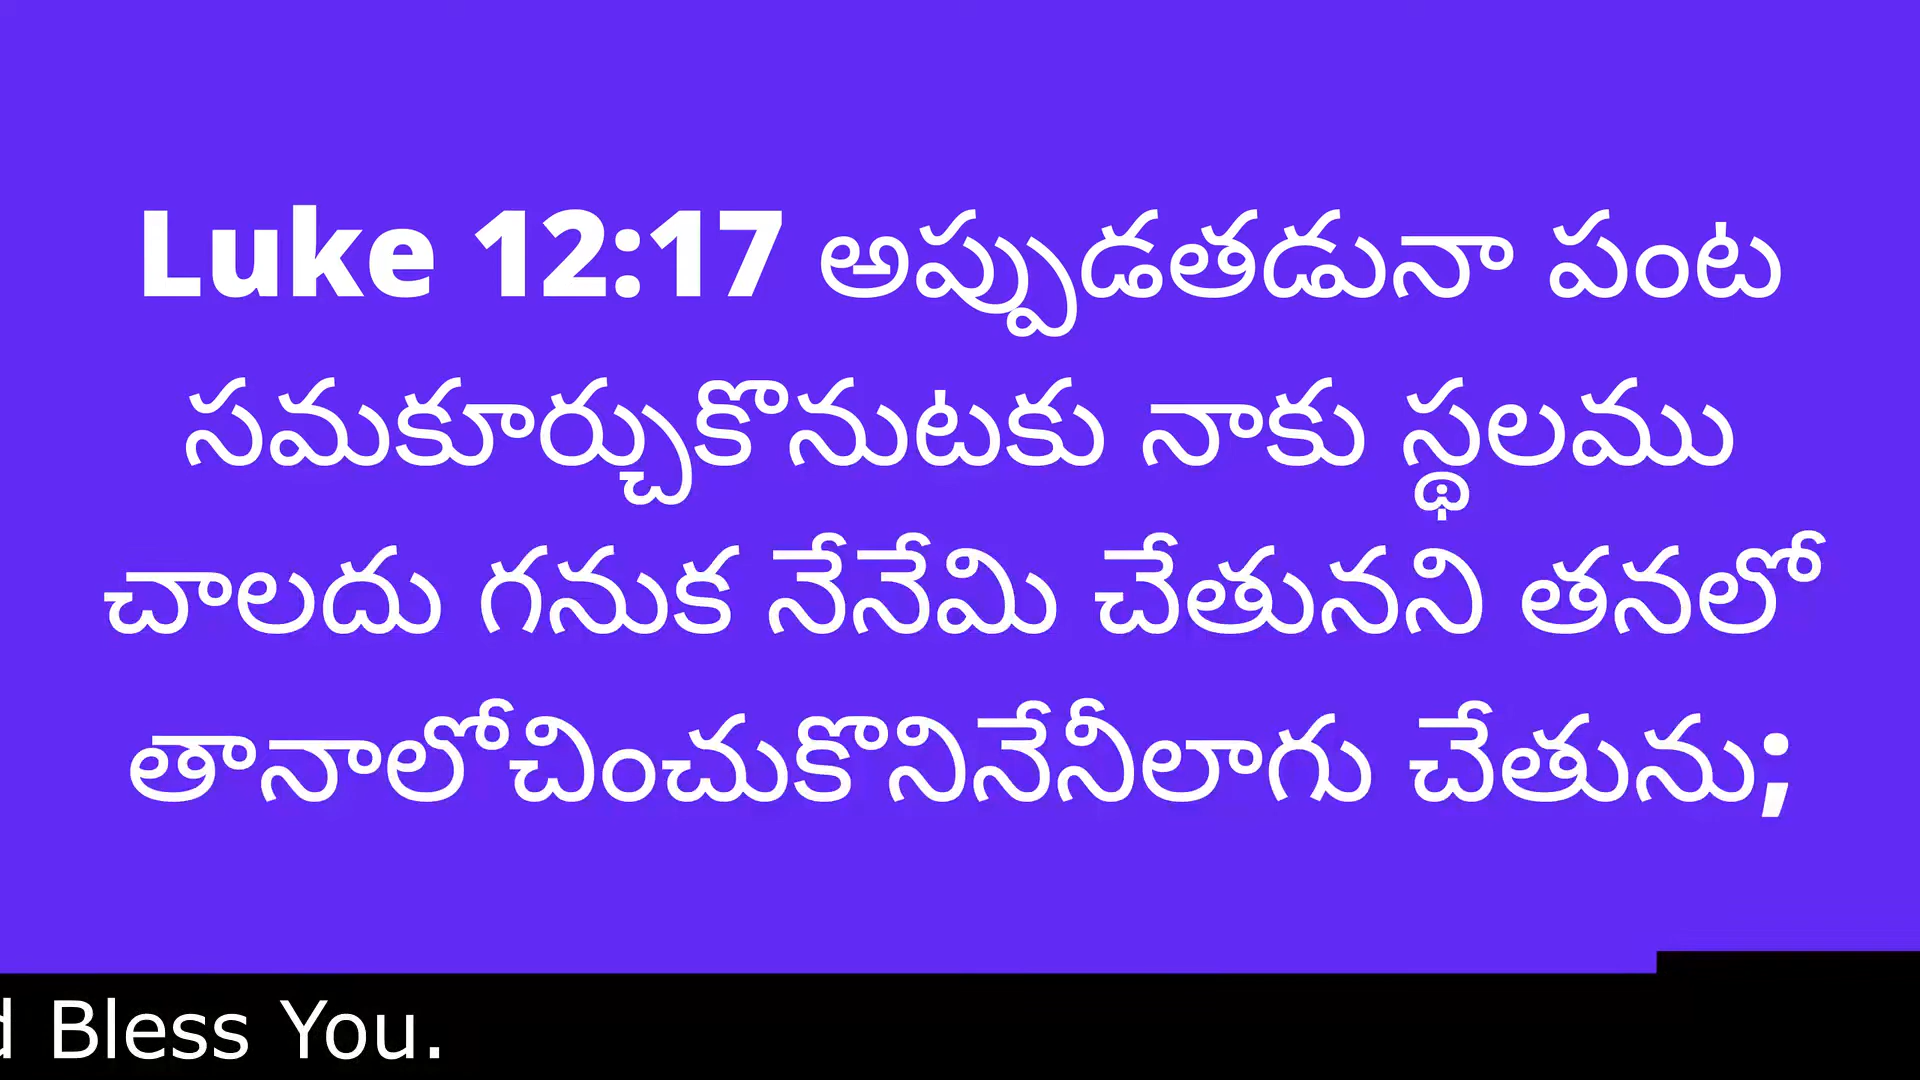 Luke 12:17 అప్పుడతడునా పంట
సమకూర్చుకొనుటకు నాకు స్థలము
చాలదు గనుక నేనేమి చేతునని తనలో
తానాలోచించుకొనినేనీలాగు చేతును;
d Bless You.